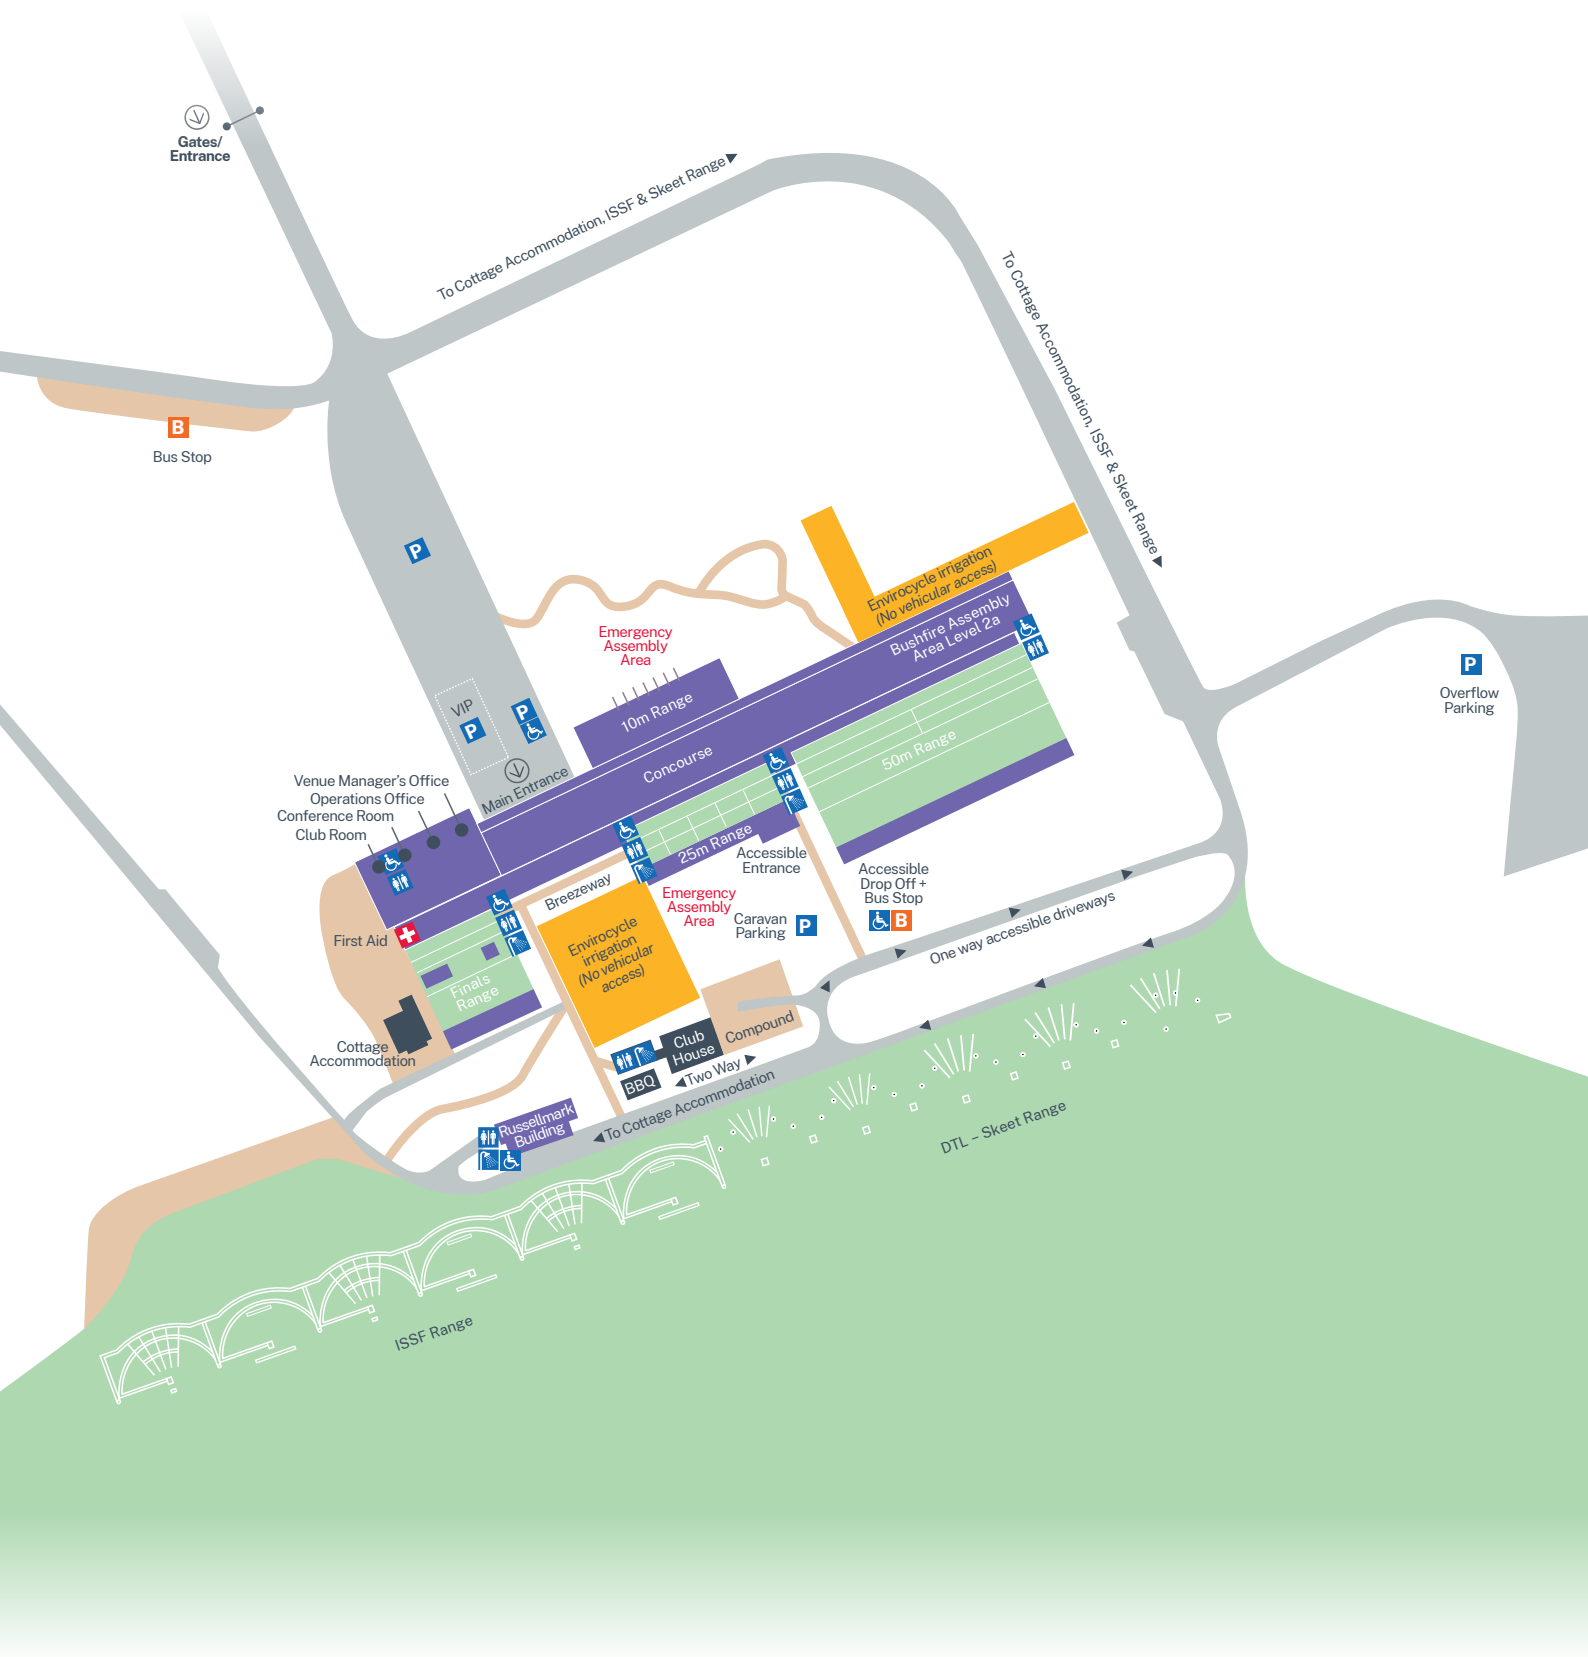 Gates/
Entrance
To Cottage Accommodation, ISSF & Skeet Range
To Cottage Accommodation, ISSF & Skeet Range
B
Bus Stop
P
Envirocycle irrigation
(No vehicular access)
Bushfire Assembly
Area Level 2a
Emergency
Assembly
Area
10m Range
P
Overflow
Parking
VIP
P
P
Main Entrance
Concourse
50m Range
Venue Manager's Office
Operations Office
Conference Room
Club Room
25m Range
Accessible
Entrance
Accessible
Drop Off +
Bus Stop
B
Breezeway
Emergency
Assembly
Area
Caravan
Parking
P
First Aid
Envirocycle
irrigation
(No vehicular
access)
One way accessible driveways
Finals
Range
Cottage
Accommodation
Compound
Club
House
BBQ
Two Way
To Cottage Accommodation
Russellmark
Building
DTL – Skeet Range
ISSF Range